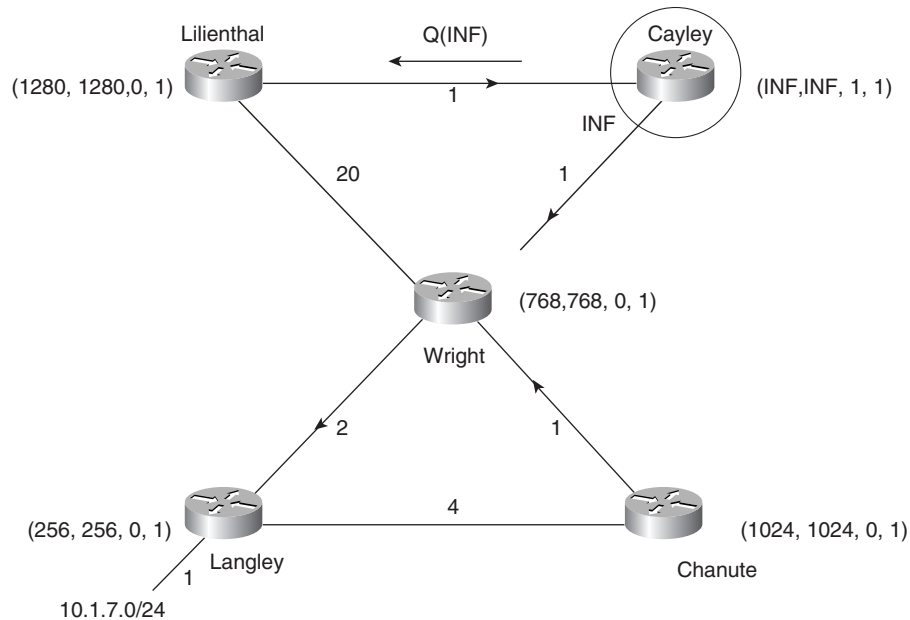 Lilienthal
Q(INF)
Cayley
(1280, 1280,0, 1)
1
(INF,INF, 1, 1)
INF
20
1
(768,768, 0, 1)
Wright
2
1
4
(256, 256, 0, 1)
(1024, 1024, 0, 1)
Langley
Chanute
1
10.1.7.0/24